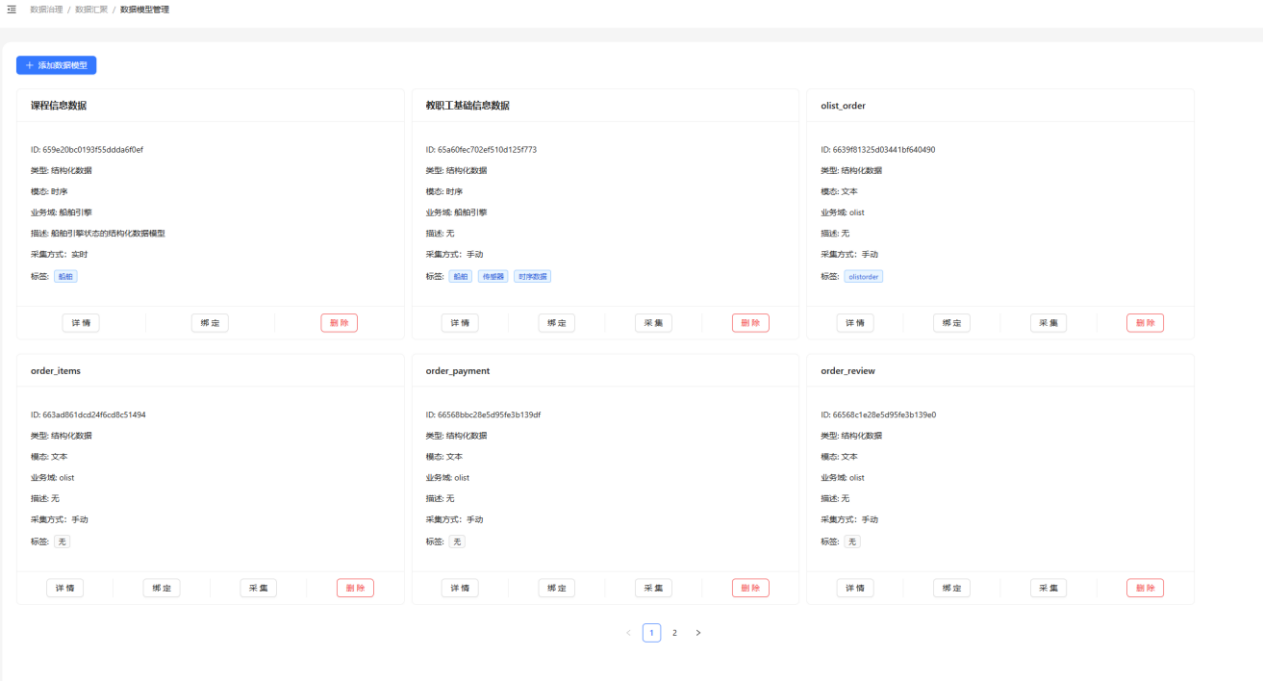 数据治理 / 数据汇聚 / 数据模型管理
+ 添加数据模型
课程信息数据
ID: 659e20bc0193f55ddda6f0ef
类型: 结构化数据
模态: 时序
业务域: 船舶引擎
描述: 船舶引擎状态的结构化数据模型
采集方式: 实时
标签: 船舶
详情 绑定 删除
教职工基础信息数据
ID: 65a60fec702ef510d125f773
类型: 结构化数据
模态: 时序
业务域: 船舶引擎
描述: 无
采集方式: 手动
标签: 船舶 传感器 时序数据
详情 绑定 采集 删除
olist_order
ID: 6639f81325d03441bf640490
类型: 结构化数据
模态: 文本
业务域: olist
描述: 无
采集方式: 手动
标签: olistorder
详情 绑定 采集 删除
order_items
ID: 663ad861dcd24f6cd8c51494
类型: 结构化数据
模态: 文本
业务域: olist
描述: 无
采集方式: 手动
标签: 无
详情 绑定 采集 删除
order_payment
ID: 66568bbc28e5d95fe3b139df
类型: 结构化数据
模态: 文本
业务域: olist
描述: 无
采集方式: 手动
标签: 无
详情 绑定 采集 删除
order_review
ID: 66568c1e28e5d95fe3b139e0
类型: 结构化数据
模态: 文本
业务域: olist
描述: 无
采集方式: 手动
标签: 无
详情 绑定 采集 删除
< 1 2 >